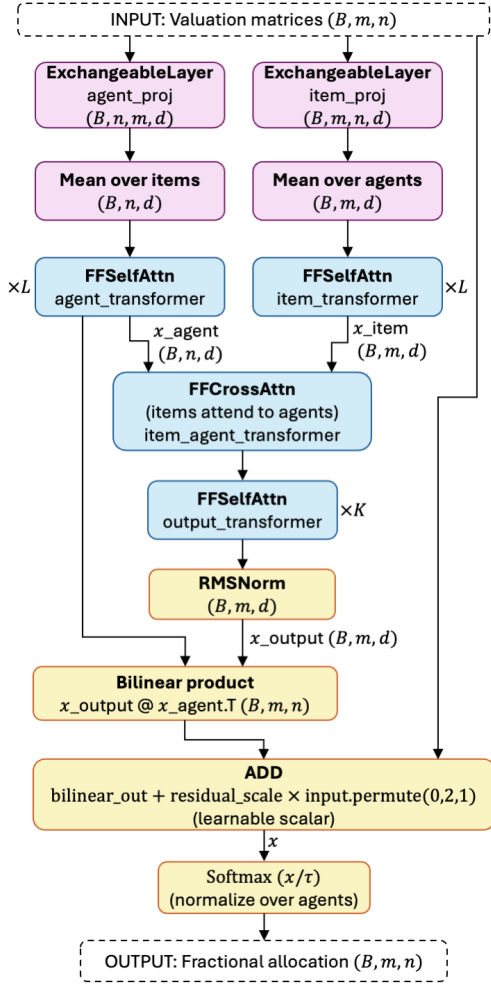 INPUT: Valuation matrices (B, m, n)
ExchangeableLayer
agent_proj
(B, n, m, d)
ExchangeableLayer
item_proj
(B, m, n, d)
Mean over items
(B, n, d)
Mean over agents
(B, m, d)
×L
FFSelfAttn
agent_transformer
FFSelfAttn
item_transformer
×L
x_agent
(B, n, d)
x_item
(B, m, d)
FFCrossAttn
(items attend to agents)
item_agent_transformer
FFSelfAttn
output_transformer
×K
RMSNorm
(B, m, d)
x_output (B, m, d)
Bilinear product
x_output @ x_agent.T (B, m, n)
ADD
bilinear_out + residual_scale × input.permute(0,2,1)
(learnable scalar)
x
Softmax (x/τ)
(normalize over agents)
OUTPUT: Fractional allocation (B, m, n)